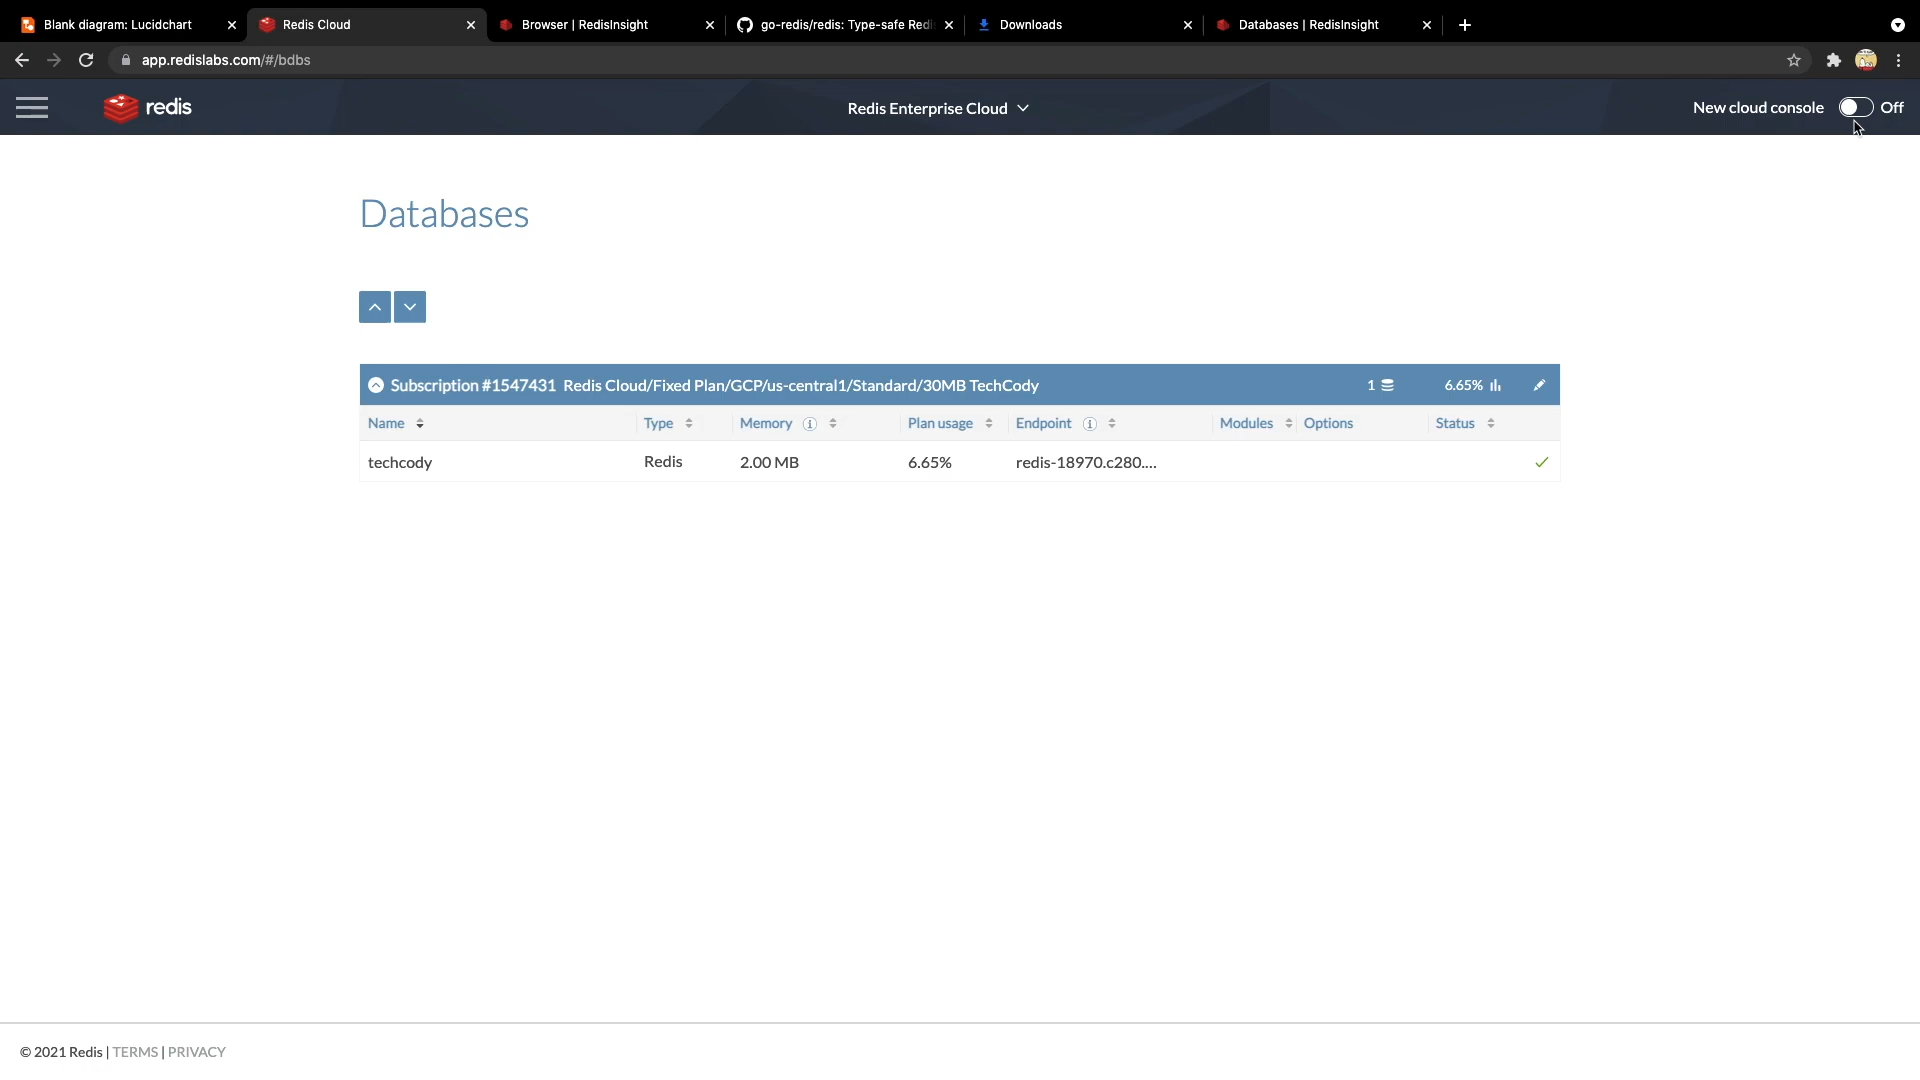 Blank diagram: Lucidchart
Redis Cloud
Browser | RedisInsight
go-redis/redis: Type-safe Redi
Downloads
Databases | RedisInsight
app.redislabs.com/#/bdbs
redis
Redis Enterprise Cloud
New cloud console Off
Databases
Subscription #1547431 Redis Cloud/Fixed Plan/GCP/us-central1/Standard/30MB TechCody 1 6.65%
Name Type Memory Plan usage Endpoint Modules Options Status
techcody Redis 2.00 MB 6.65% redis-18970.c280....
© 2021 Redis | TERMS | PRIVACY